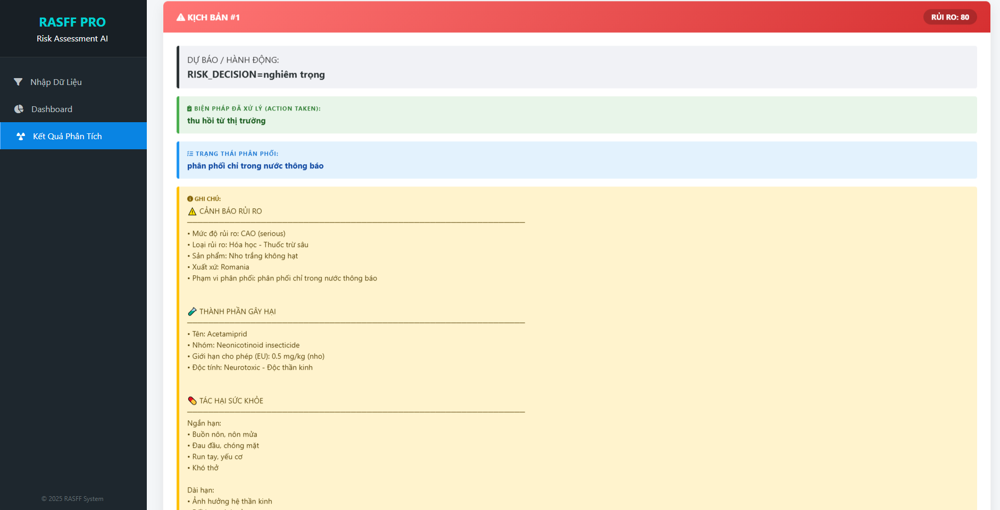 RASFF PRO
Risk Assessment AI
Nhập Dữ Liệu
Dashboard
Kết Quả Phân Tích
© 2025 RASFF System
KỊCH BẢN #1
RỦI RO: 80
DỰ BÁO / HÀNH ĐỘNG:
RISK_DECISION=nghiêm trọng
BIỆN PHÁP ĐÃ XỬ LÝ (ACTION TAKEN):
thu hồi từ thị trường
TRẠNG THÁI PHÂN PHỐI:
phân phối chỉ trong nước thông báo
GHI CHÚ:
⚠️ CẢNH BÁO RỦI RO
• Mức độ rủi ro: CAO (serious)
• Loại rủi ro: Hóa học - Thuốc trừ sâu
• Sản phẩm: Nho trắng không hạt
• Xuất xứ: Romania
• Phạm vi phân phối: phân phối chỉ trong nước thông báo
🧪 THÀNH PHẦN GÂY HẠI
• Tên: Acetamiprid
• Nhóm: Neonicotinoid insecticide
• Giới hạn cho phép (EU): 0.5 mg/kg (nho)
• Độc tính: Neurotoxic - Độc thần kinh
💊 TÁC HẠI SỨC KHỎE
Ngắn hạn:
• Buồn nôn, nôn mửa
• Đau đầu, chóng mặt
• Run tay, yếu cơ
• Khó thở
Dài hạn:
• Ảnh hưởng hệ thần kinh